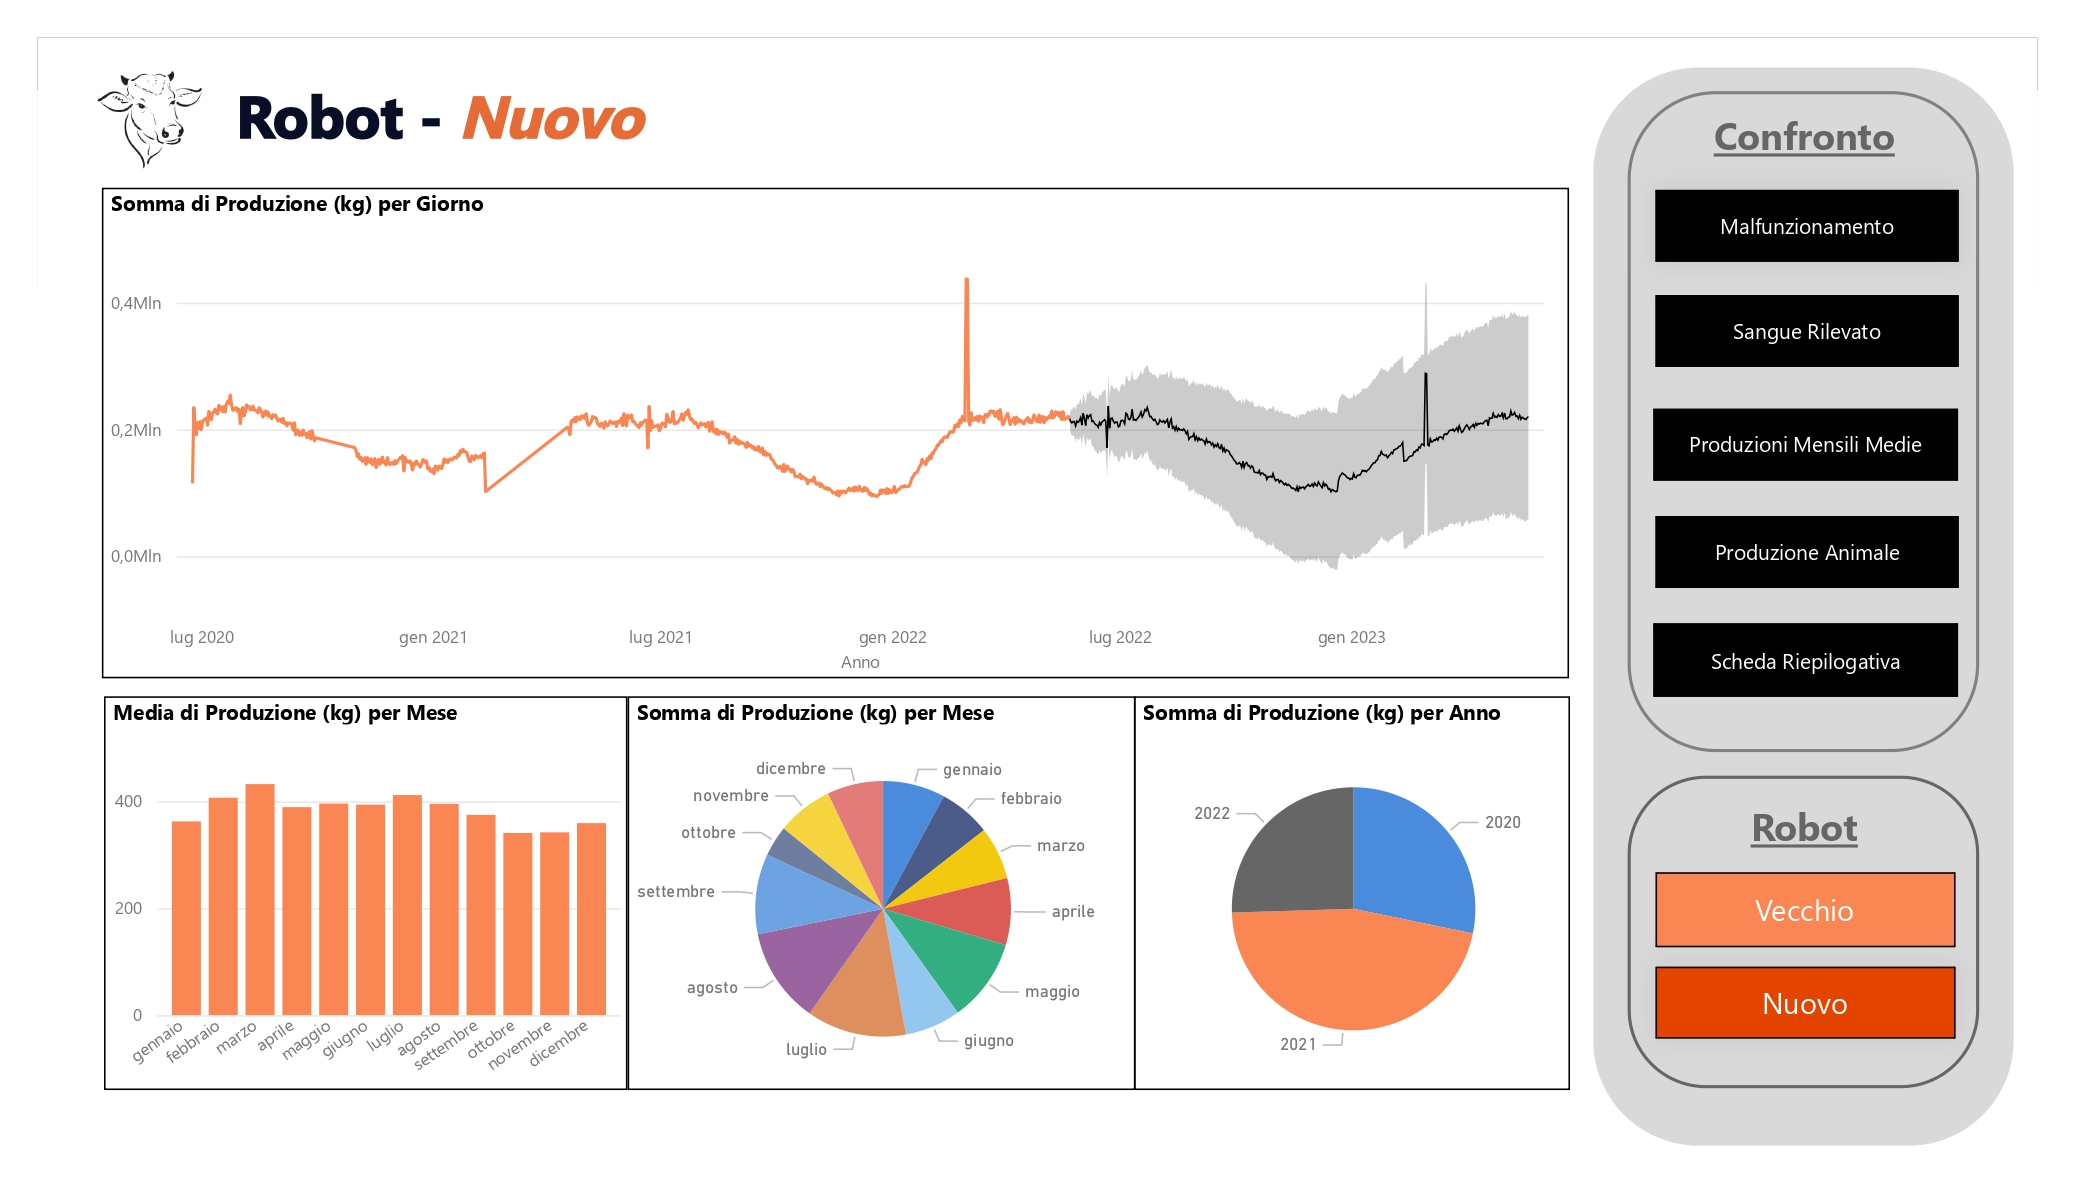 Robot - Nuovo
Somma di Produzione (kg) per Giorno
0,4Mln
0,2Mln
0,0Mln
lug 2020 gen 2021 lug 2021 gen 2022 lug 2022 gen 2023
Anno
Media di Produzione (kg) per Mese
400
200
0
gennaio febbraio marzo aprile maggio giugno luglio agosto settembre ottobre novembre dicembre
Somma di Produzione (kg) per Mese
gennaio
febbraio
marzo
aprile
maggio
giugno
luglio
agosto
settembre
ottobre
novembre
dicembre
Somma di Produzione (kg) per Anno
2020
2021
2022
Confronto
Malfunzionamento
Sangue Rilevato
Produzioni Mensili Medie
Produzione Animale
Scheda Riepilogativa
Robot
Vecchio
Nuovo